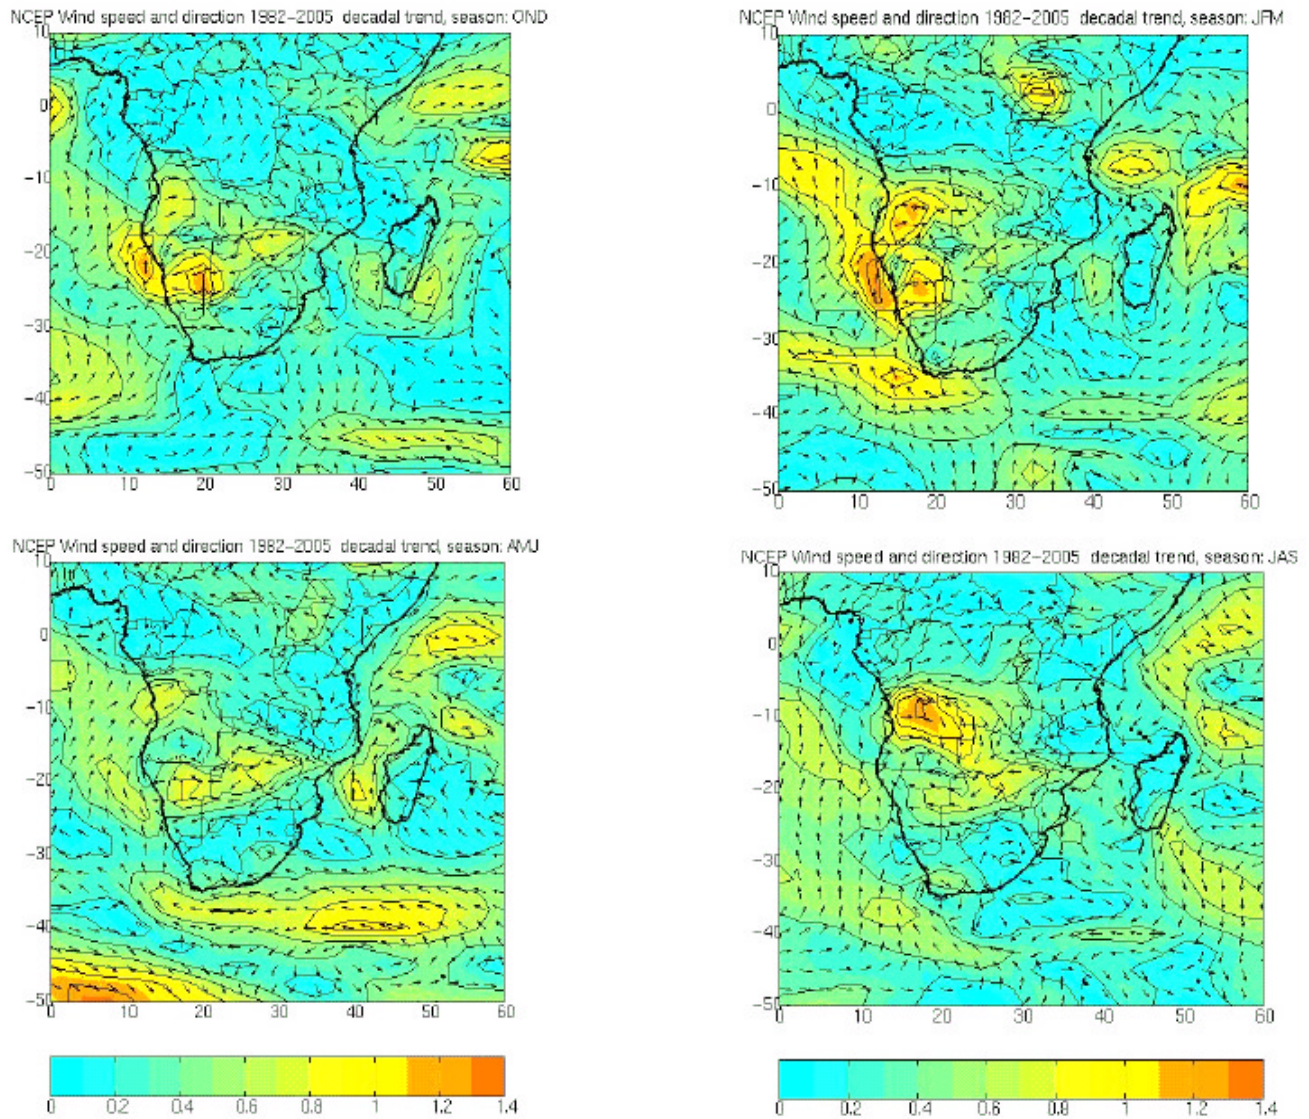 NCEP Wind speed and direction 1982-2005 decadal trend, season: OND
10
0
-10
-20
-30
-40
-50
0 10 20 30 40 50 60
NCEP Wind speed and direction 1982-2005 decadal trend, season: JFM
10
0
-10
-20
-30
-40
-50
0 10 20 30 40 50 60
NCEP Wind speed and direction 1982-2005 decadal trend, season: AMJ
10
0
-10
-20
-30
-40
-50
0 10 20 30 40 50 60
NCEP Wind speed and direction 1982-2005 decadal trend, season: JAS
10
0
-10
-20
-30
-40
-50
0 10 20 30 40 50 60
0 0.2 0.4 0.6 0.8 1 1.2 1.4
0 0.2 0.4 0.6 0.8 1 1.2 1.4